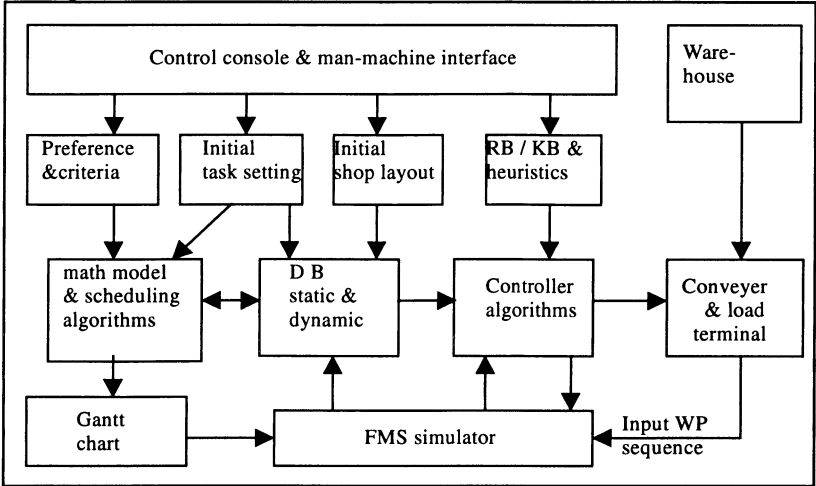 Control console & man-machine interface
Ware-
house
Preference
&criteria
Initial
task setting
Initial
shop layout
RB / KB &
heuristics
math model
& scheduling
algorithms
D B
static &
dynamic
Controller
algorithms
Conveyer
& load
terminal
Gantt
chart
FMS simulator
Input WP
sequence